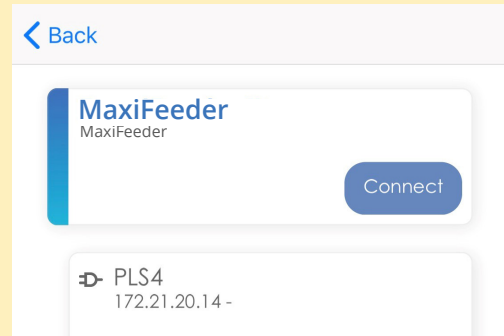 Back
MaxiFeeder
MaxiFeeder
Connect
PLS4
172.21.20.14 -